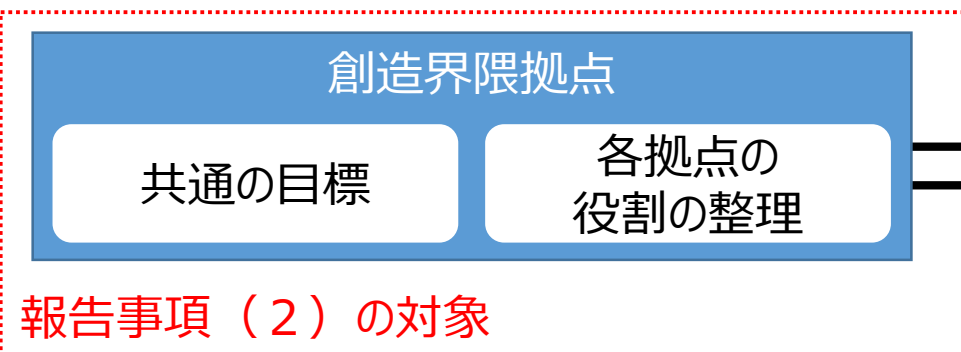 創造界隈拠点
共通の目標
各拠点の
役割の整理
報告事項（２）の対象